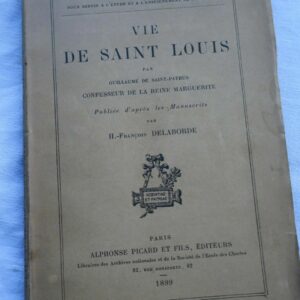 POUR SERVIR A L'ÉTUDE ET A L'ENSEIGNEMENT DE
VIE
DE SAINT LOUIS
PAR
GUILLAUME DE SAINT-PATHUS
CONFESSEUR DE LA REINE MARGUERITE
Publiée d'après les Manuscrits
PAR
H.-FRANÇOIS DELABORDE
PARIS
ALPHONSE PICARD ET FILS, ÉDITEURS
Libraires des Archives nationales et de la Société de l'École des Chartes
82, RUE BONAPARTE, 82
1899